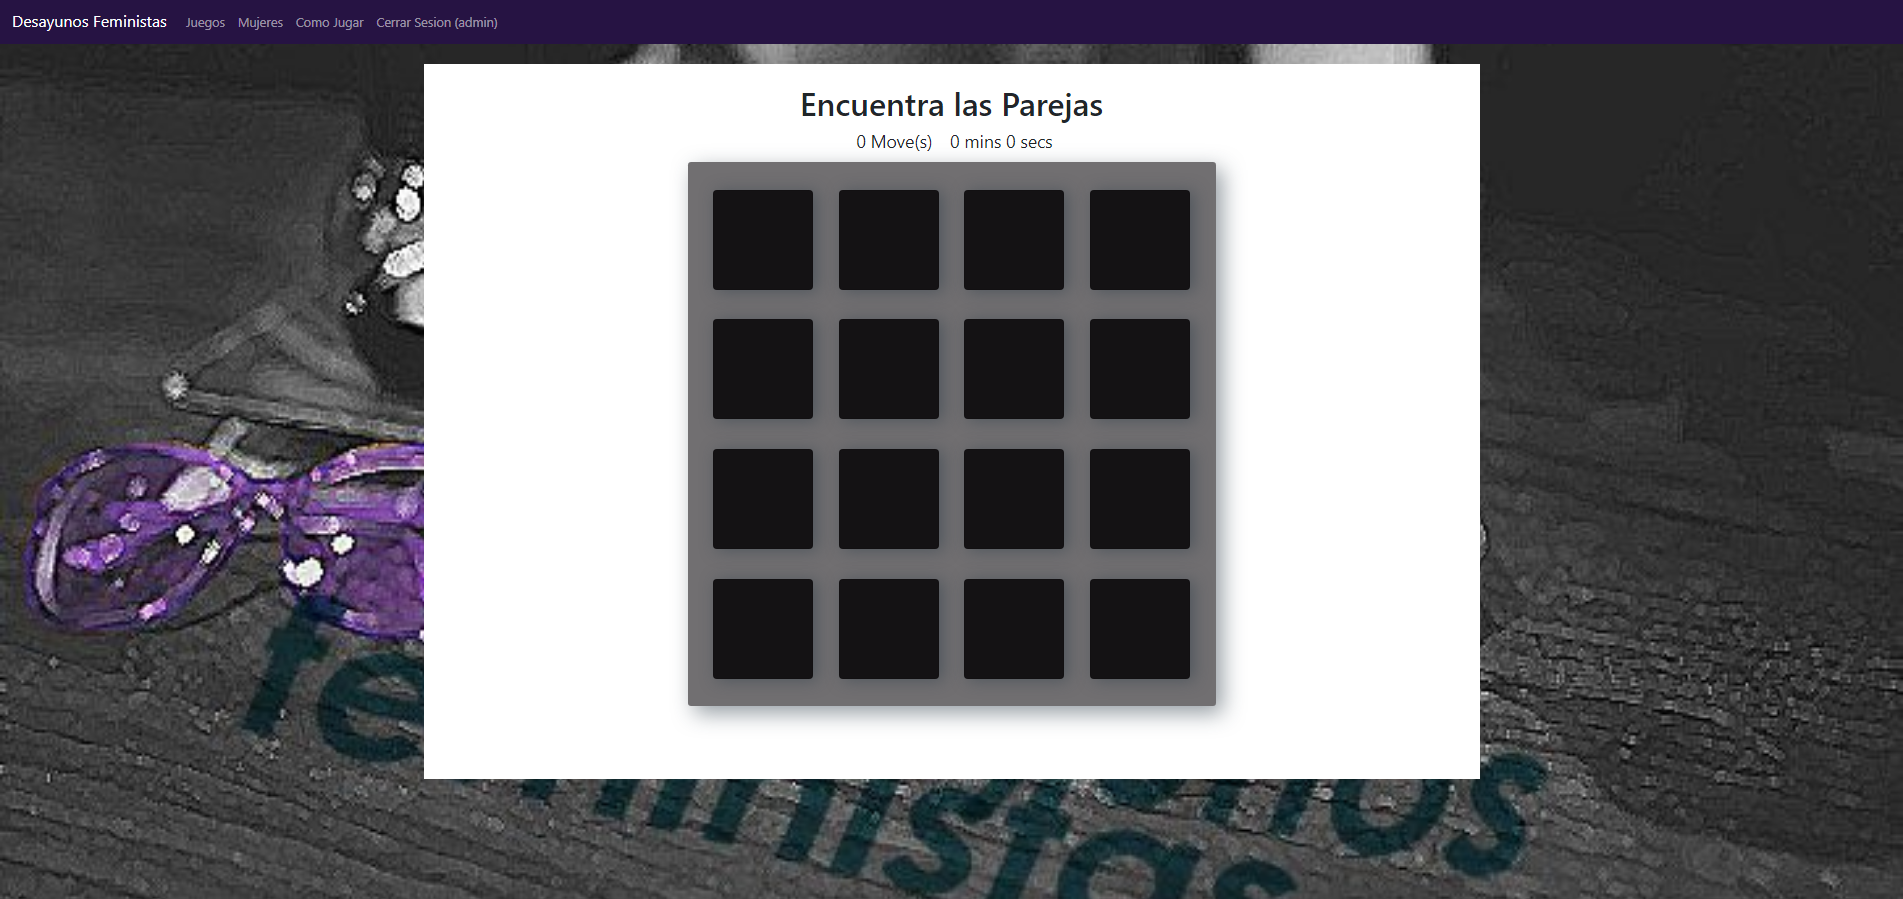 Desayunos Feministas Juegos Mujeres Como Jugar Cerrar Sesion (admin)
Encuentra las Parejas
0 Move(s) 0 mins 0 secs